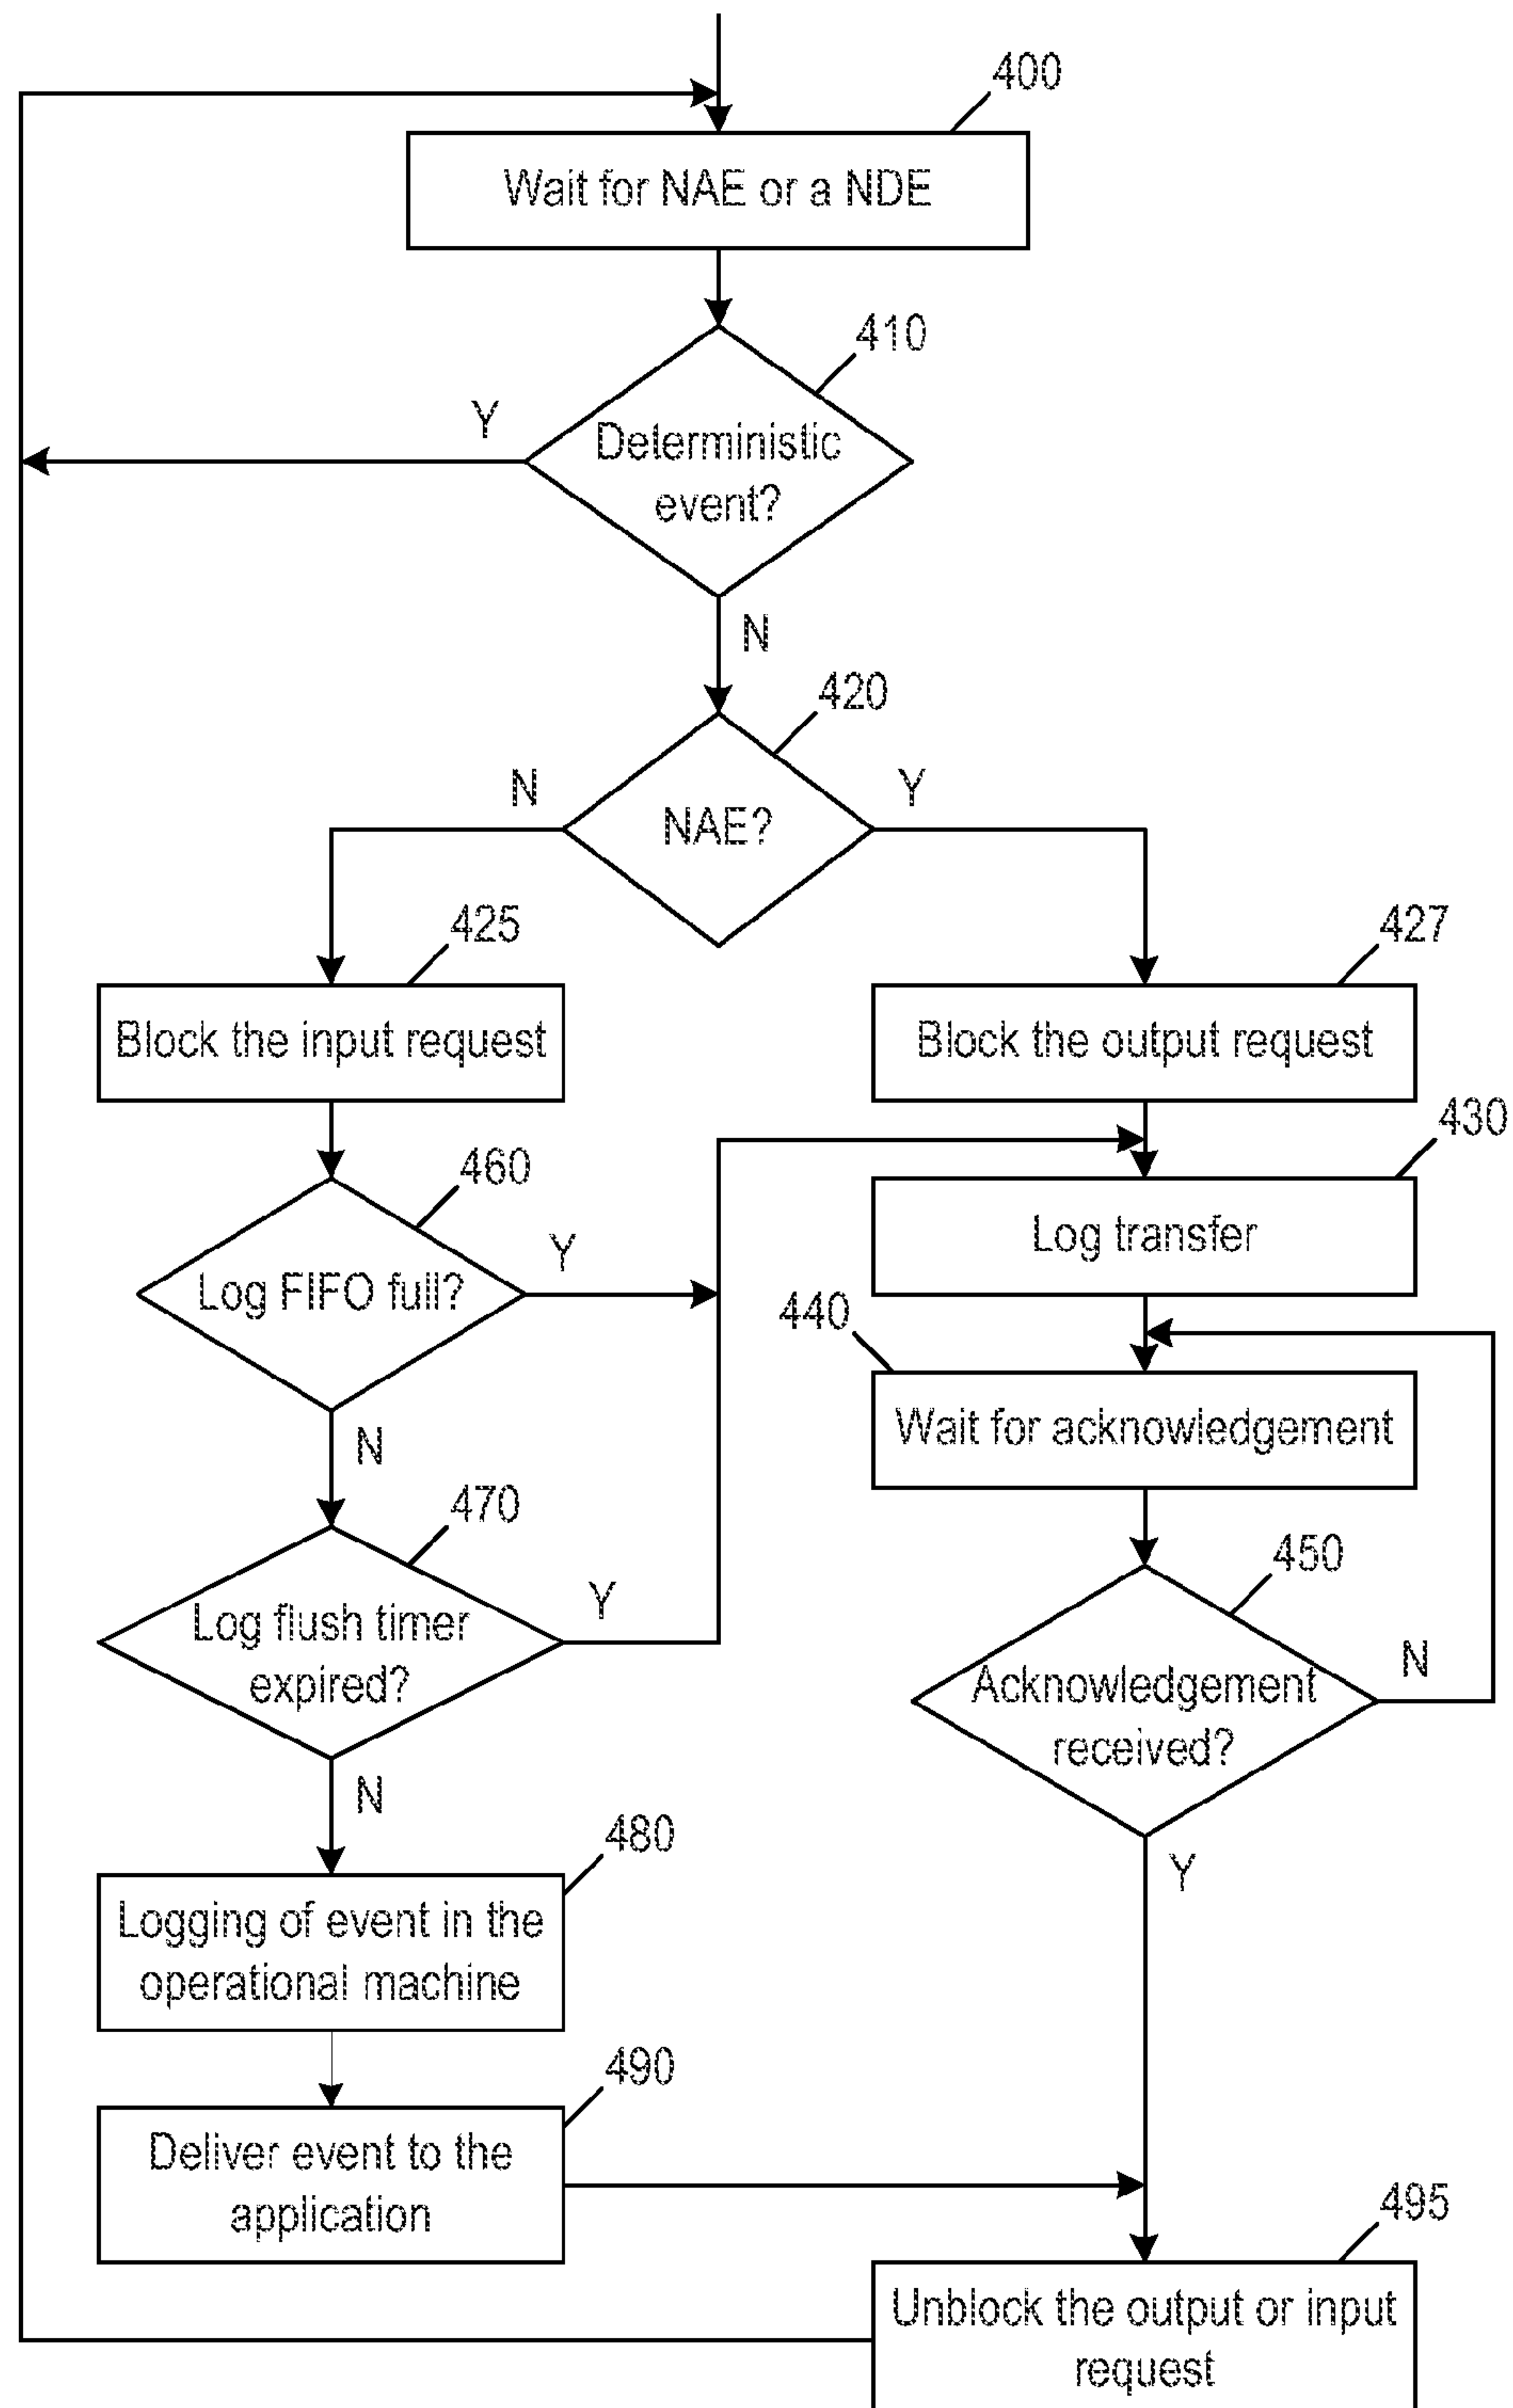 400
Wait for NAE or a NDE
410
Y
Deterministic
event?
N
420
N
NAE?
Y
425
Block the input request
427
Block the output request
460
Log FIFO full?
Y
N
430
Log transfer
440
Wait for acknowledgement
470
Log flush timer
expired?
Y
N
450
Acknowledgement
received?
N
Y
480
Logging of event in the
operational machine
490
Deliver event to the
application
495
Unblock the output or input
request